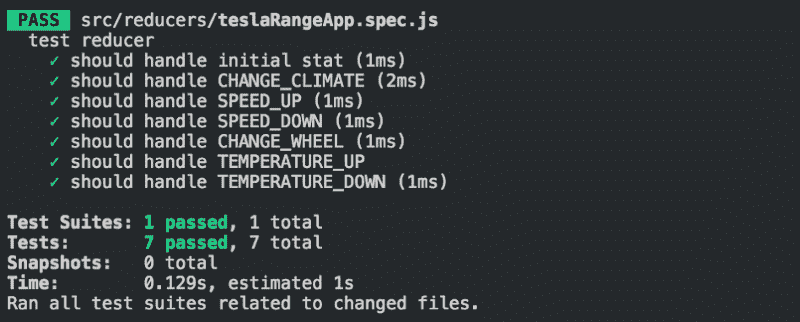 PASS src/reducers/teslaRangeApp.spec.js
test reducer
✓ should handle initial stat (1ms)
✓ should handle CHANGE_CLIMATE (2ms)
✓ should handle SPEED_UP (1ms)
✓ should handle SPEED_DOWN (1ms)
✓ should handle CHANGE_WHEEL (1ms)
✓ should handle TEMPERATURE_UP
✓ should handle TEMPERATURE_DOWN (1ms)
Test Suites: 1 passed, 1 total
Tests: 7 passed, 7 total
Snapshots: 0 total
Time: 0.129s, estimated 1s
Ran all test suites related to changed files.